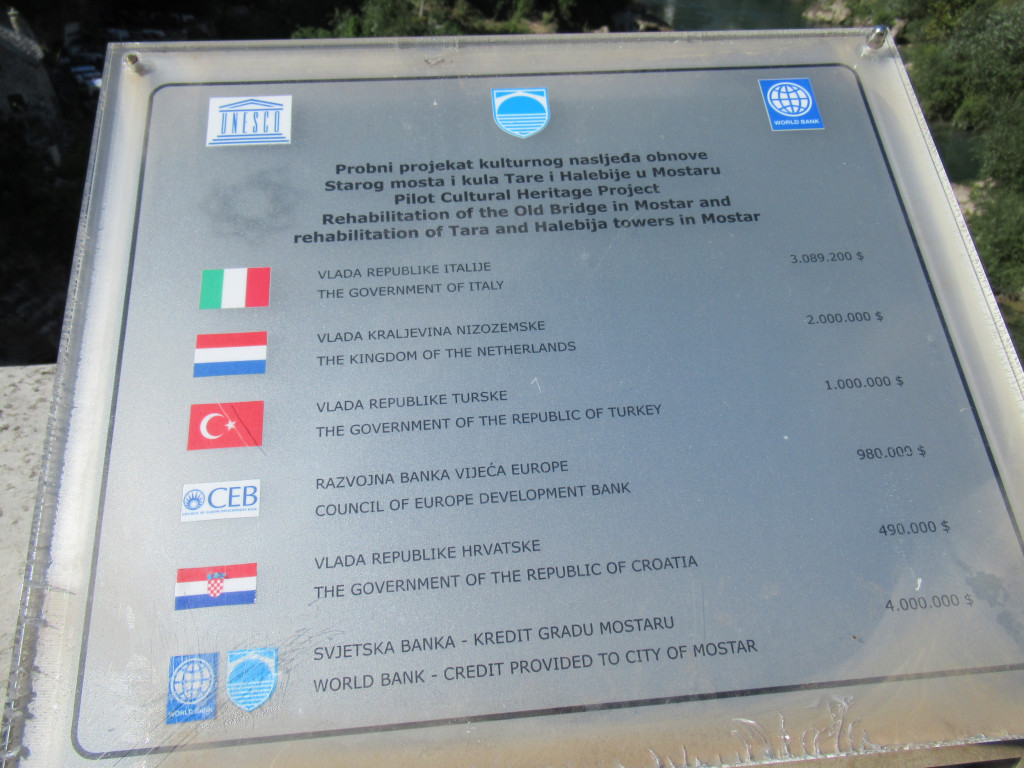 UNESCO
WORLD BANK
Probni projekat kulturnog nasljeđa obnove
Starog mosta i kula Tare i Halebije u Mostaru
Pilot Cultural Heritage Project
Rehabilitation of the Old Bridge in Mostar and
rehabilitation of Tara and Halebija towers in Mostar
VLADA REPUBLIKE ITALIJE 3.089.200 $
THE GOVERNMENT OF ITALY
VLADA KRALJEVINA NIZOZEMSKE 2.000.000 $
THE KINGDOM OF THE NETHERLANDS
VLADA REPUBLIKE TURSKE 1.000.000 $
THE GOVERNMENT OF THE REPUBLIC OF TURKEY
CEB
RAZVOJNA BANKA VIJEĆA EUROPE 980.000 $
COUNCIL OF EUROPE DEVELOPMENT BANK
VLADA REPUBLIKE HRVATSKE 490.000 $
THE GOVERNMENT OF THE REPUBLIC OF CROATIA
SVJETSKA BANKA - KREDIT GRADU MOSTARU 4.000.000 $
WORLD BANK - CREDIT PROVIDED TO CITY OF MOSTAR
WORLD BANK